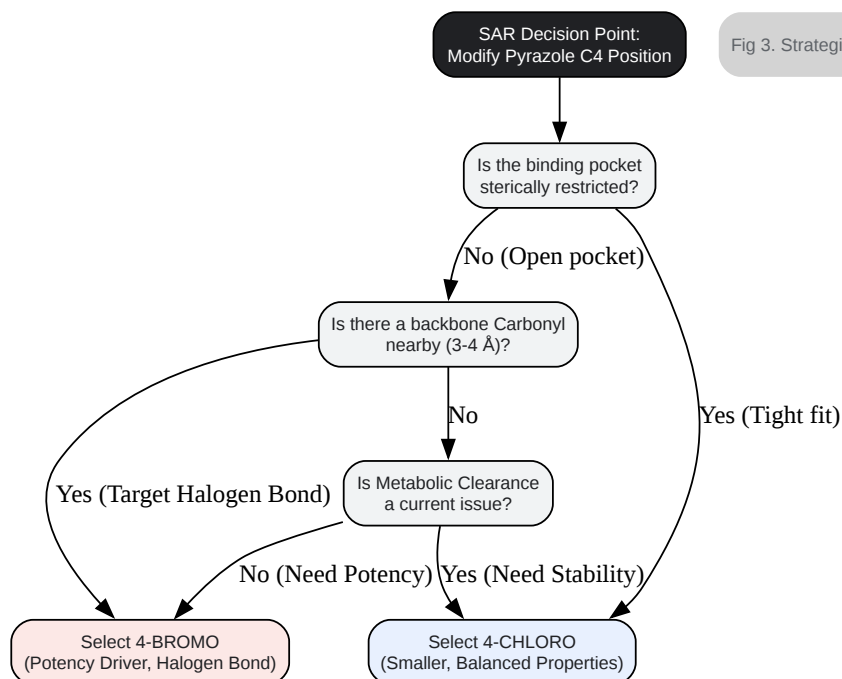 SAR Decision Point:
Modify Pyrazole C4 Position
Fig 3.
Is the binding pocket
sterically restricted?
No (Open pocket)
Is there a backbone Carbonyl
nearby (3-4 Å)?
Yes (Tight fit)
No
Yes (Target Halogen Bond)
Is Metabolic Clearance
a current issue?
No (Need Potency)
Yes (Need Stability)
Select 4-BROMO
(Potency Driver, Halogen Bond)
Select 4-CHLORO
(Smaller, Balanced Properties)